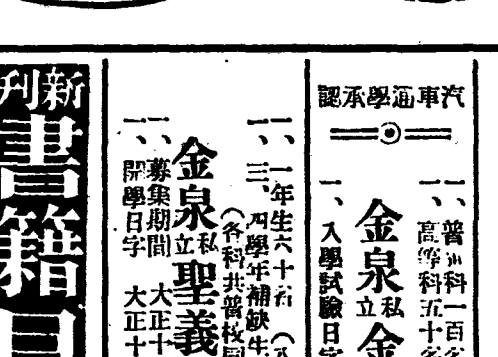 汽車通學承認
一、普通科一百
一、高等科五十
金泉
私立
金
一、入學試驗日字
一、一年生六十名
一、三、四學年補缺生
(各科共普校同
金泉
私立
聖義
一、募集期間 大正十
一、開學日字 大正十
新刊
書籍